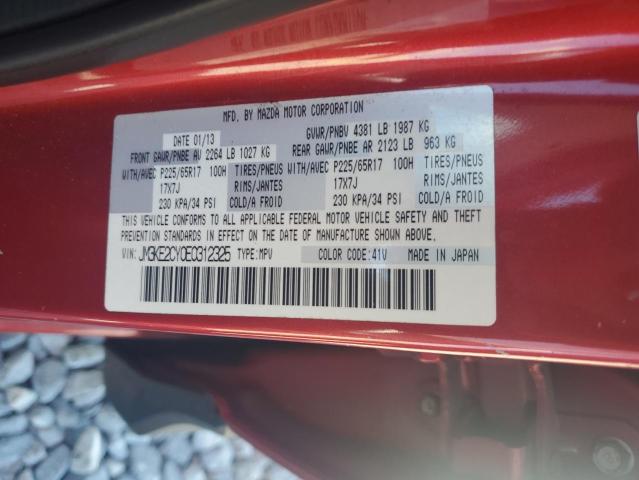 MFD. BY MAZDA MOTOR CORPORATION
DATE 01/13 GVWR/PNBV 4381 LB 1987 KG
FRONT GAWR/PNBE AV 2264 LB 1027 KG REAR GAWR/PNBE AR 2123 LB 963 KG
WITH/AVEC P225/65R17 100H TIRES/PNEUS WITH/AVEC P225/65R17 100H TIRES/PNEUS
17X7J RIMS/JANTES 17X7J RIMS/JANTES
230 KPA/34 PSI COLD/A FROID 230 KPA/34 PSI COLD/A FROID
THIS VEHICLE CONFORMS TO ALL APPLICABLE FEDERAL MOTOR VEHICLE SAFETY AND THEFT
PREVENTION STANDARDS IN EFFECT ON THE DATE OF MANUFACTURE SHOWN ABOVE.
VIN: JM3KE2CY0E0312325 TYPE: MPV COLOR CODE: 41V MADE IN JAPAN